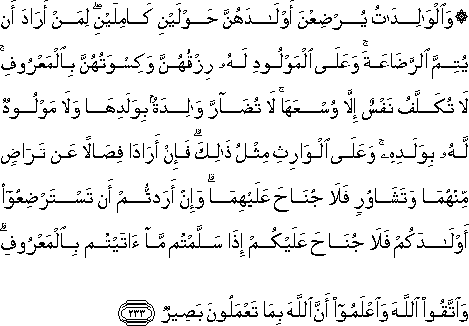 ۞ وَٱلْوَٰلِدَٰتُ يُرْضِعْنَ أَوْلَـٰدَهُنَّ حَوْلَيْنِ كَامِلَيْنِ ۖ لِمَنْ أَرَادَ أَن
يُتِمَّ ٱلرَّضَاعَةَ ۚ وَعَلَى ٱلْمَوْلُودِ لَهُۥ رِزْقُهُنَّ وَكِسْوَتُهُنَّ بِٱلْمَعْرُوفِ ۚ
لَا تُكَلَّفُ نَفْسٌ إِلَّا وُسْعَهَا ۚ لَا تُضَآرَّ وَٰلِدَةٌۢ بِوَلَدِهَا وَلَا مَوْلُودٌ
لَّهُۥ بِوَلَدِهِۦ ۚ وَعَلَى ٱلْوَارِثِ مِثْلُ ذَٰلِكَ ۗ فَإِنْ أَرَادَا فِصَالًا عَن تَرَاضٍ
مِّنْهُمَا وَتَشَاوُرٍ فَلَا جُنَاحَ عَلَيْهِمَا ۗ وَإِنْ أَرَدتُّمْ أَن تَسْتَرْضِعُوٓا۟
أَوْلَـٰدَكُمْ فَلَا جُنَاحَ عَلَيْكُمْ إِذَا سَلَّمْتُم مَّآ ءَاتَيْتُم بِٱلْمَعْرُوفِ ۗ
وَٱتَّقُوا۟ ٱللَّهَ وَٱعْلَمُوٓا۟ أَنَّ ٱللَّهَ بِمَا تَعْمَلُونَ بَصِيرٌ ٢٣٣